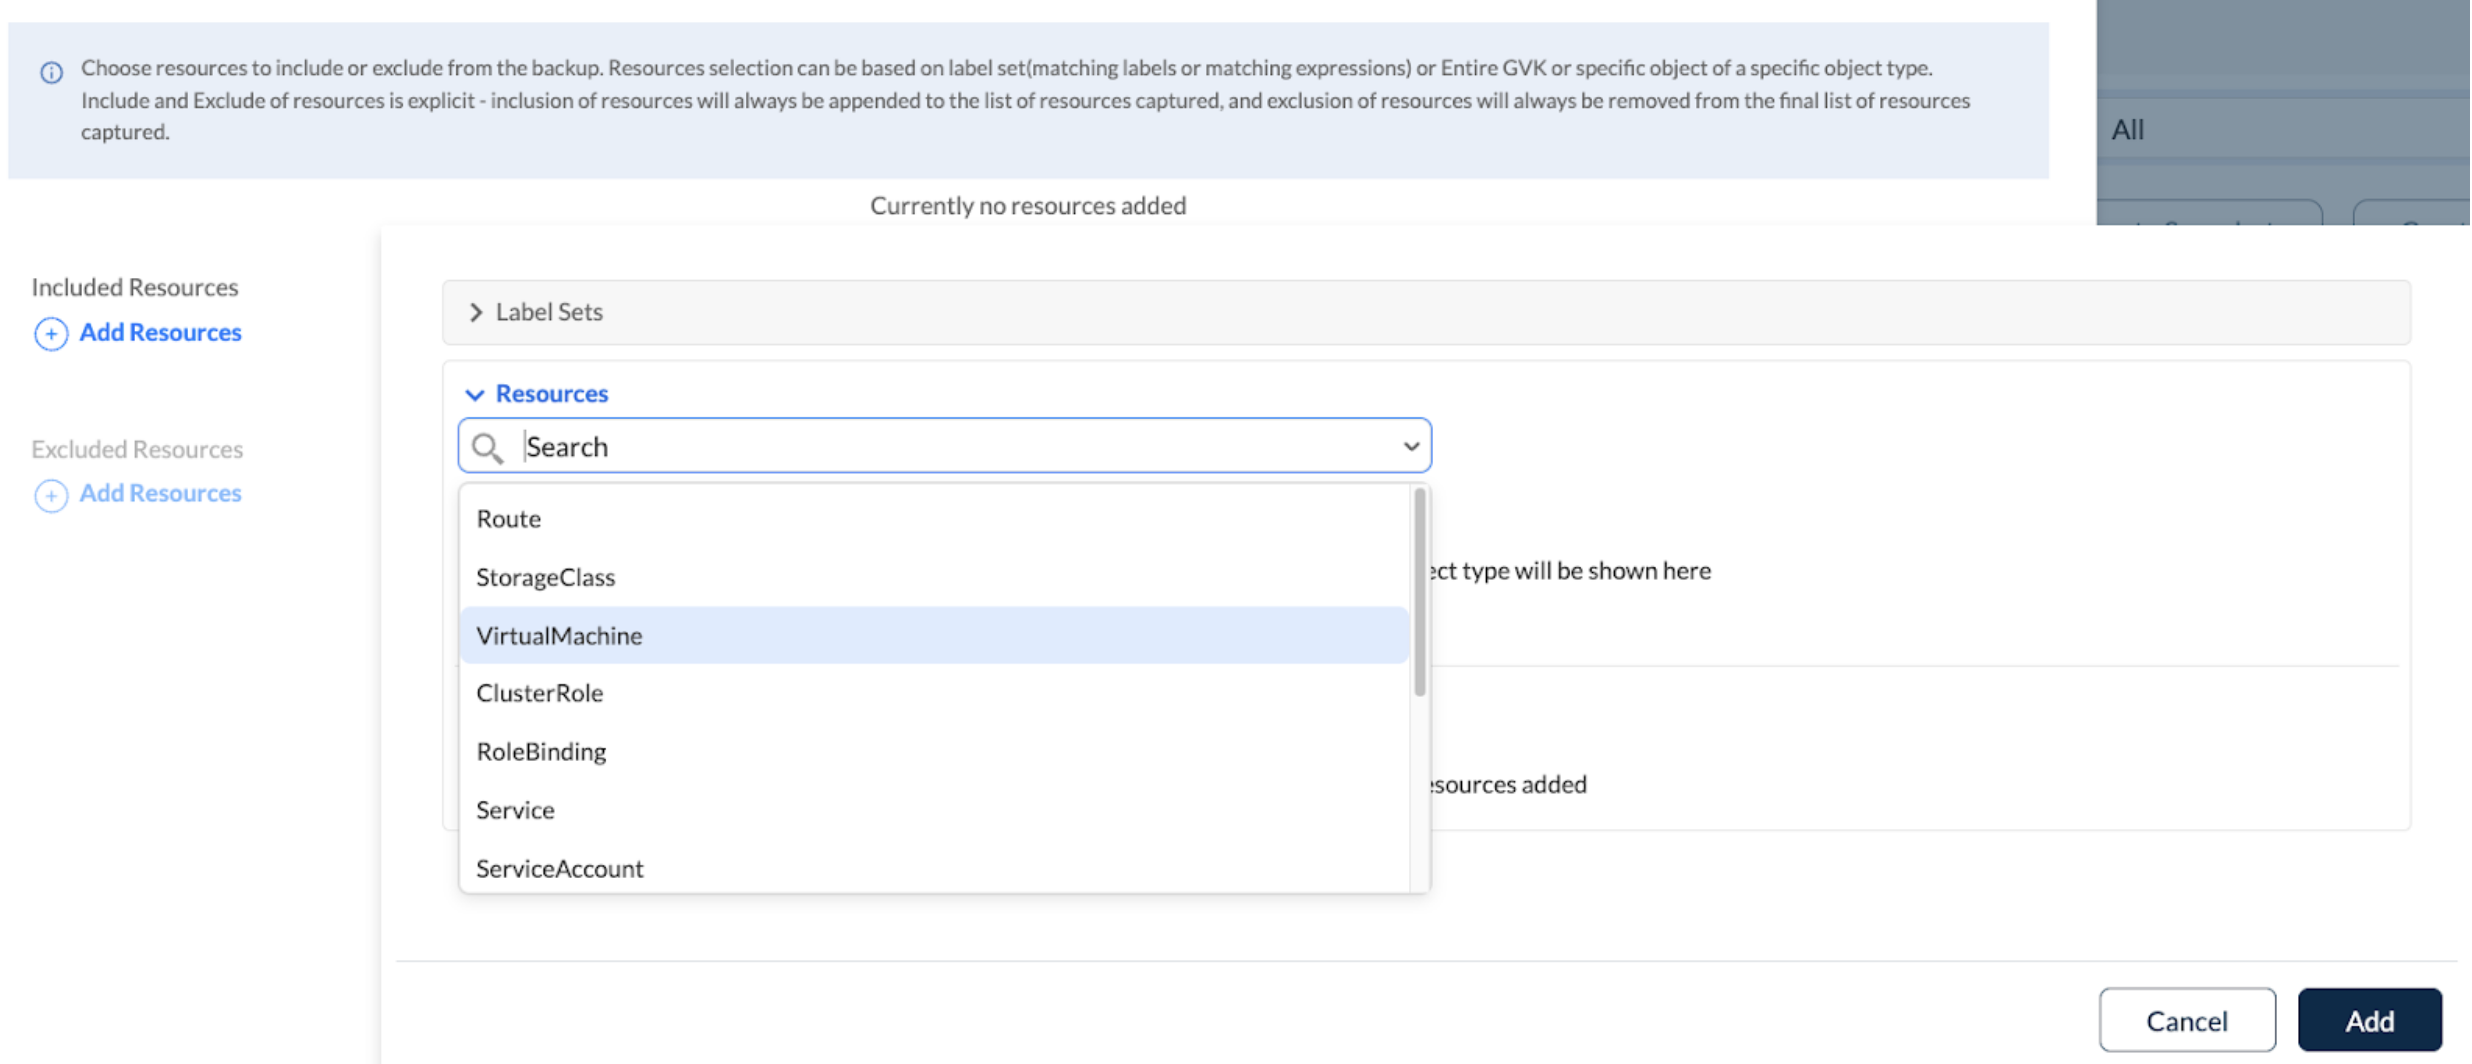 Choose resources to include or exclude from the backup. Resources selection can be based on label set(matching labels or matching expressions) or Entire GVK or specific object of a specific object type.
Include and Exclude of resources is explicit - inclusion of resources will always be appended to the list of resources captured, and exclusion of resources will always be removed from the final list of resources
captured.
All
Currently no resources added
Included Resources
Add Resources
Excluded Resources
Add Resources
Label Sets
Resources
Search
Route
StorageClass
VirtualMachine
ClusterRole
RoleBinding
Service
ServiceAccount
type will be shown here
added
Cancel
Add